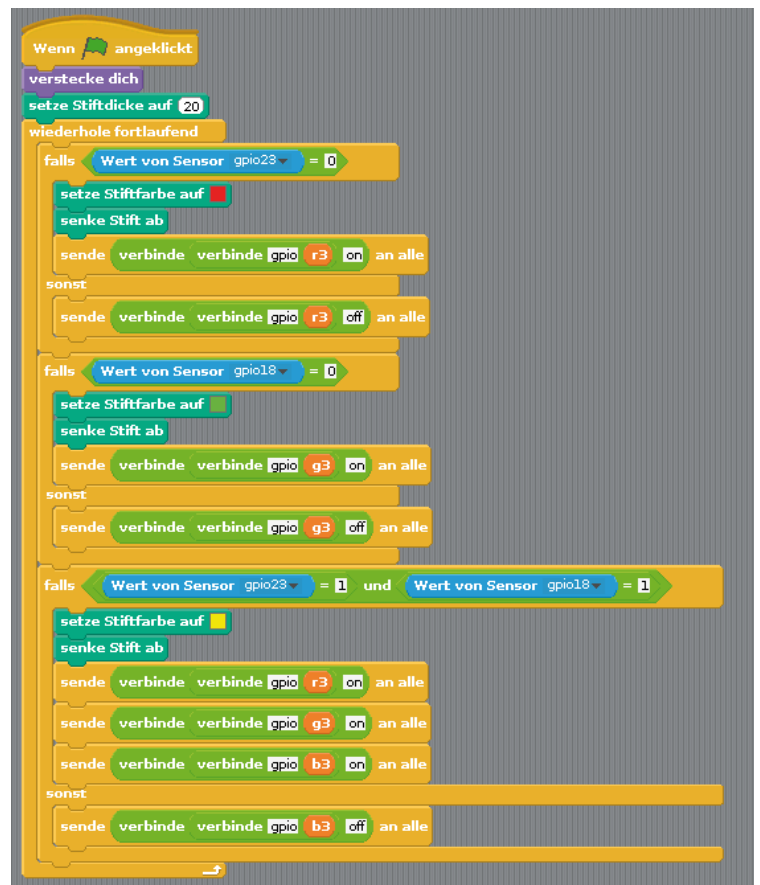 Wenn angeklickt
verstecke dich
setze Stiftdicke auf 20
wiederhole fortlaufend
falls Wert von Sensor gpio23 = 0
setze Stiftfarbe auf
senke Stift ab
sende verbinde verbinde gpio r3 on an alle
sonst
sende verbinde verbinde gpio r3 off an alle
falls Wert von Sensor gpio18 = 0
setze Stiftfarbe auf
senke Stift ab
sende verbinde verbinde gpio g3 on an alle
sonst
sende verbinde verbinde gpio g3 off an alle
falls Wert von Sensor gpio23 = 1 und Wert von Sensor gpio18 = 1
setze Stiftfarbe auf
senke Stift ab
sende verbinde verbinde gpio r3 on an alle
sende verbinde verbinde gpio g3 on an alle
sende verbinde verbinde gpio b3 on an alle
sonst
sende verbinde verbinde gpio b3 off an alle